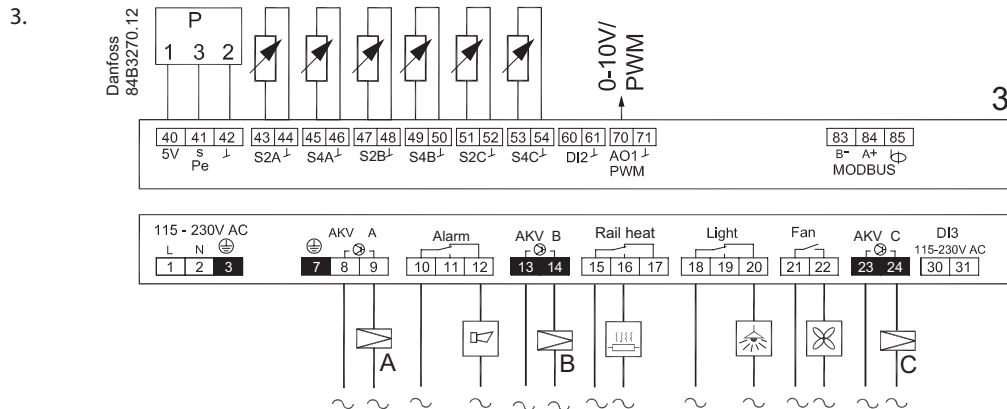 3.
Danfoss
84B3270.12
P
1 3 2
0-10V/
PWM
3
40 41 42 43 44 45 46 47 48 49 50 51 52 53 54 60 61 70 71 83 84 85
5V s S2A S4A S2B S4B S2C S4C DI2 AO1 B- A+
Pe PWM MODBUS
115 - 230V AC AKV A Alarm AKV B Rail heat Light Fan AKV C DI3
L N 115-230V AC
1 2 3 7 8 9 10 11 12 13 14 15 16 17 18 19 20 21 22 23 24 30 31
A B C